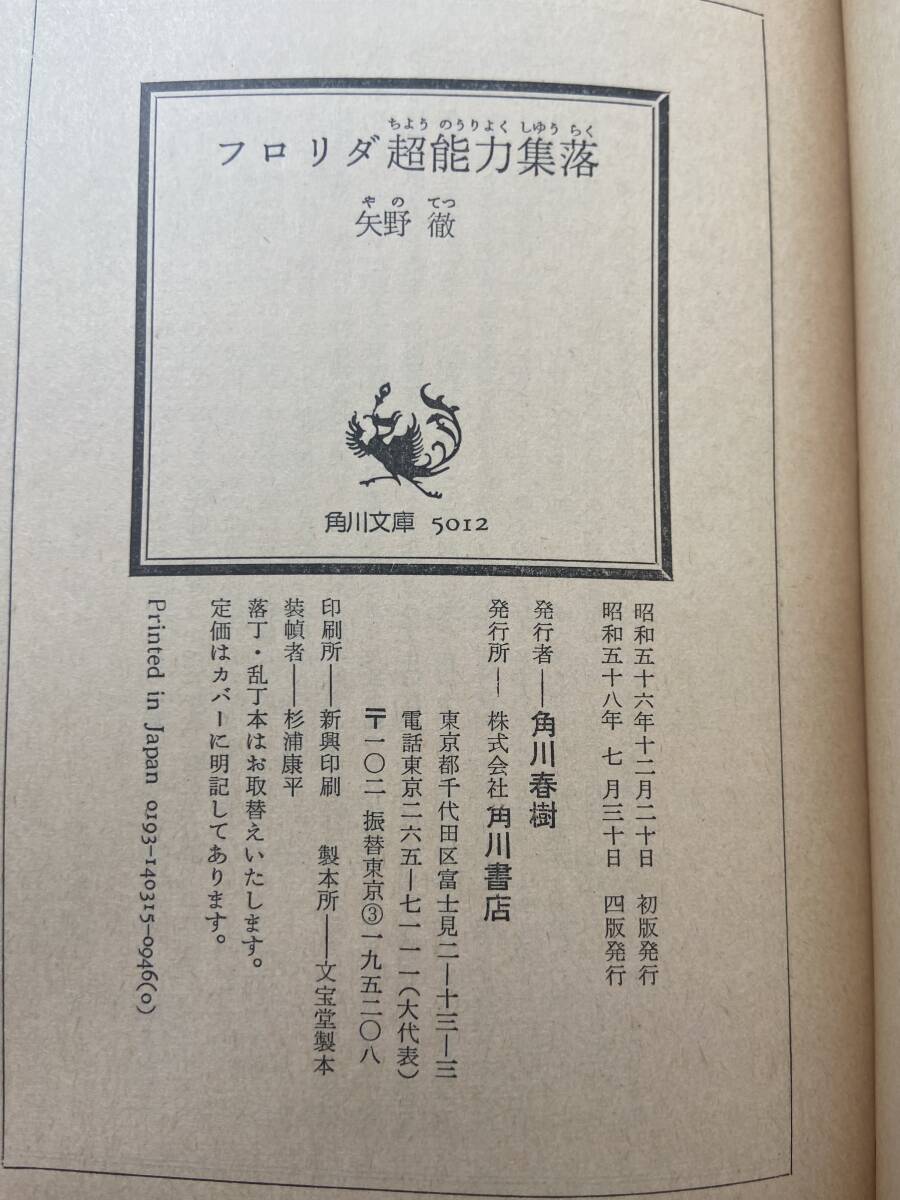 ちよう のうりよく しゆう らく
フロリダ超能力集落
や の てつ
矢野 徹
角川文庫 5012
昭和五十六年十二月二十日 初版発行
昭和五十八年 七 月三十日 四版発行
発行者──角川春樹
発行所──株式会社 角川書店
東京都千代田区富士見二ー十三ー三
電話東京二六五ー七一一一(大代表)
〒一〇二 振替東京③一九五二〇八
印刷所──新興印刷 製本所──文宝堂製本
装幀者──杉浦康平
落丁・乱丁本はお取替えいたします。
定価はカバーに明記してあります。
Printed in Japan 0193-140315-0946(0)